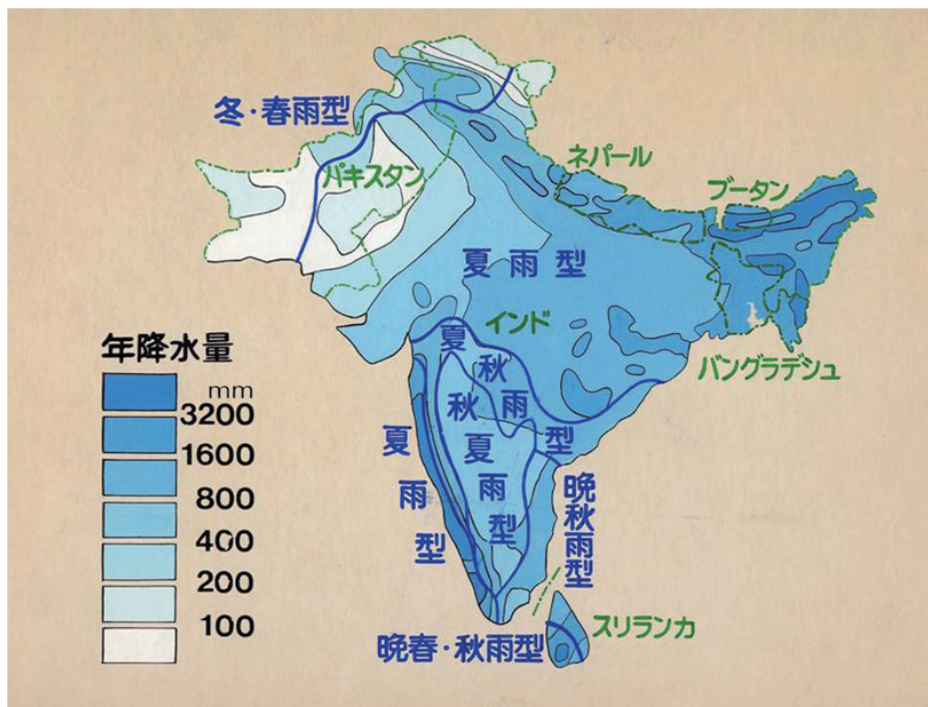 冬・春雨型
パキスタン
ネパール
ブータン
夏雨型
インド
バングラデシュ
年降水量
mm
3200
1600
800
400
200
100
夏秋雨型
秋夏雨型
夏雨型
晩秋雨型
スリランカ
晩春・秋雨型